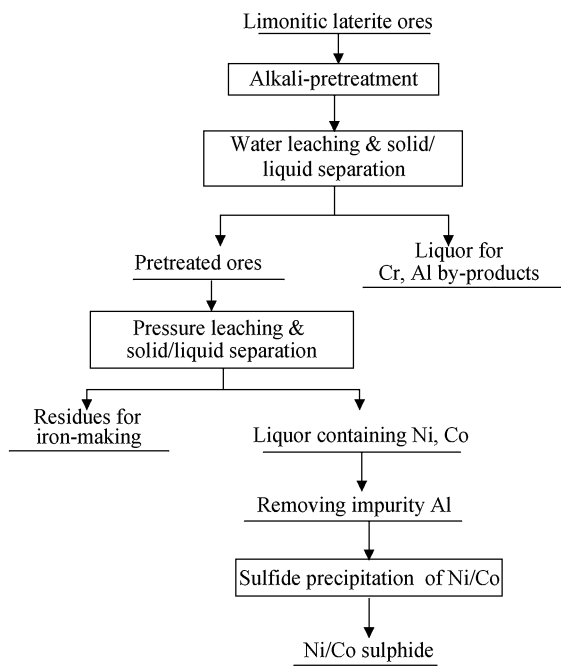 Limonitic laterite ores
Alkali-pretreatment
Water leaching & solid/
liquid separation
Pretreated ores
Liquor for
Cr, Al by-products
Pressure leaching &
solid/liquid separation
Residues for
iron-making
Liquor containing Ni, Co
Removing impurity Al
Sulfide precipitation of Ni/Co
Ni/Co sulphide